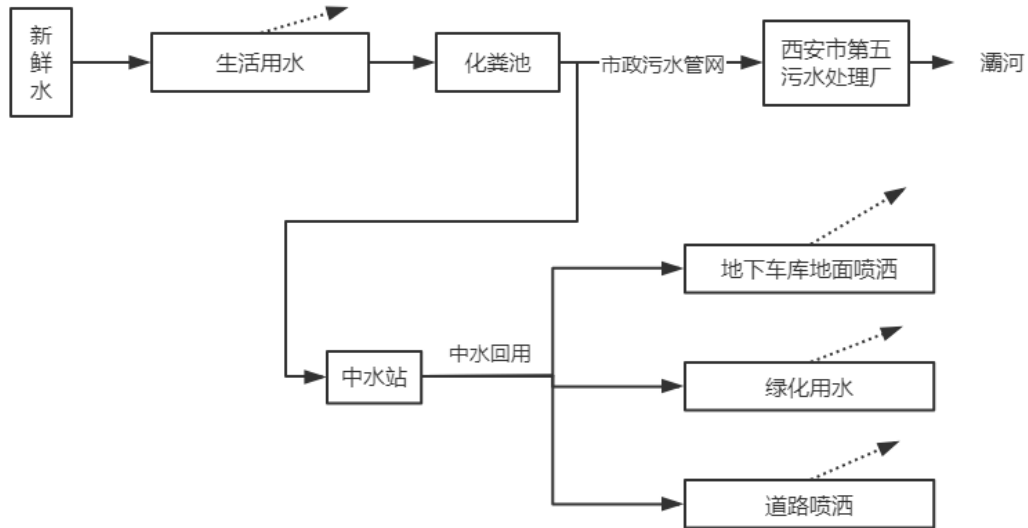 新
鲜
水
生活用水
化粪池
市政污水管网
西安市第五
污水处理厂
灞河
地下车库地面喷洒
中水站
中水回用
绿化用水
道路喷洒